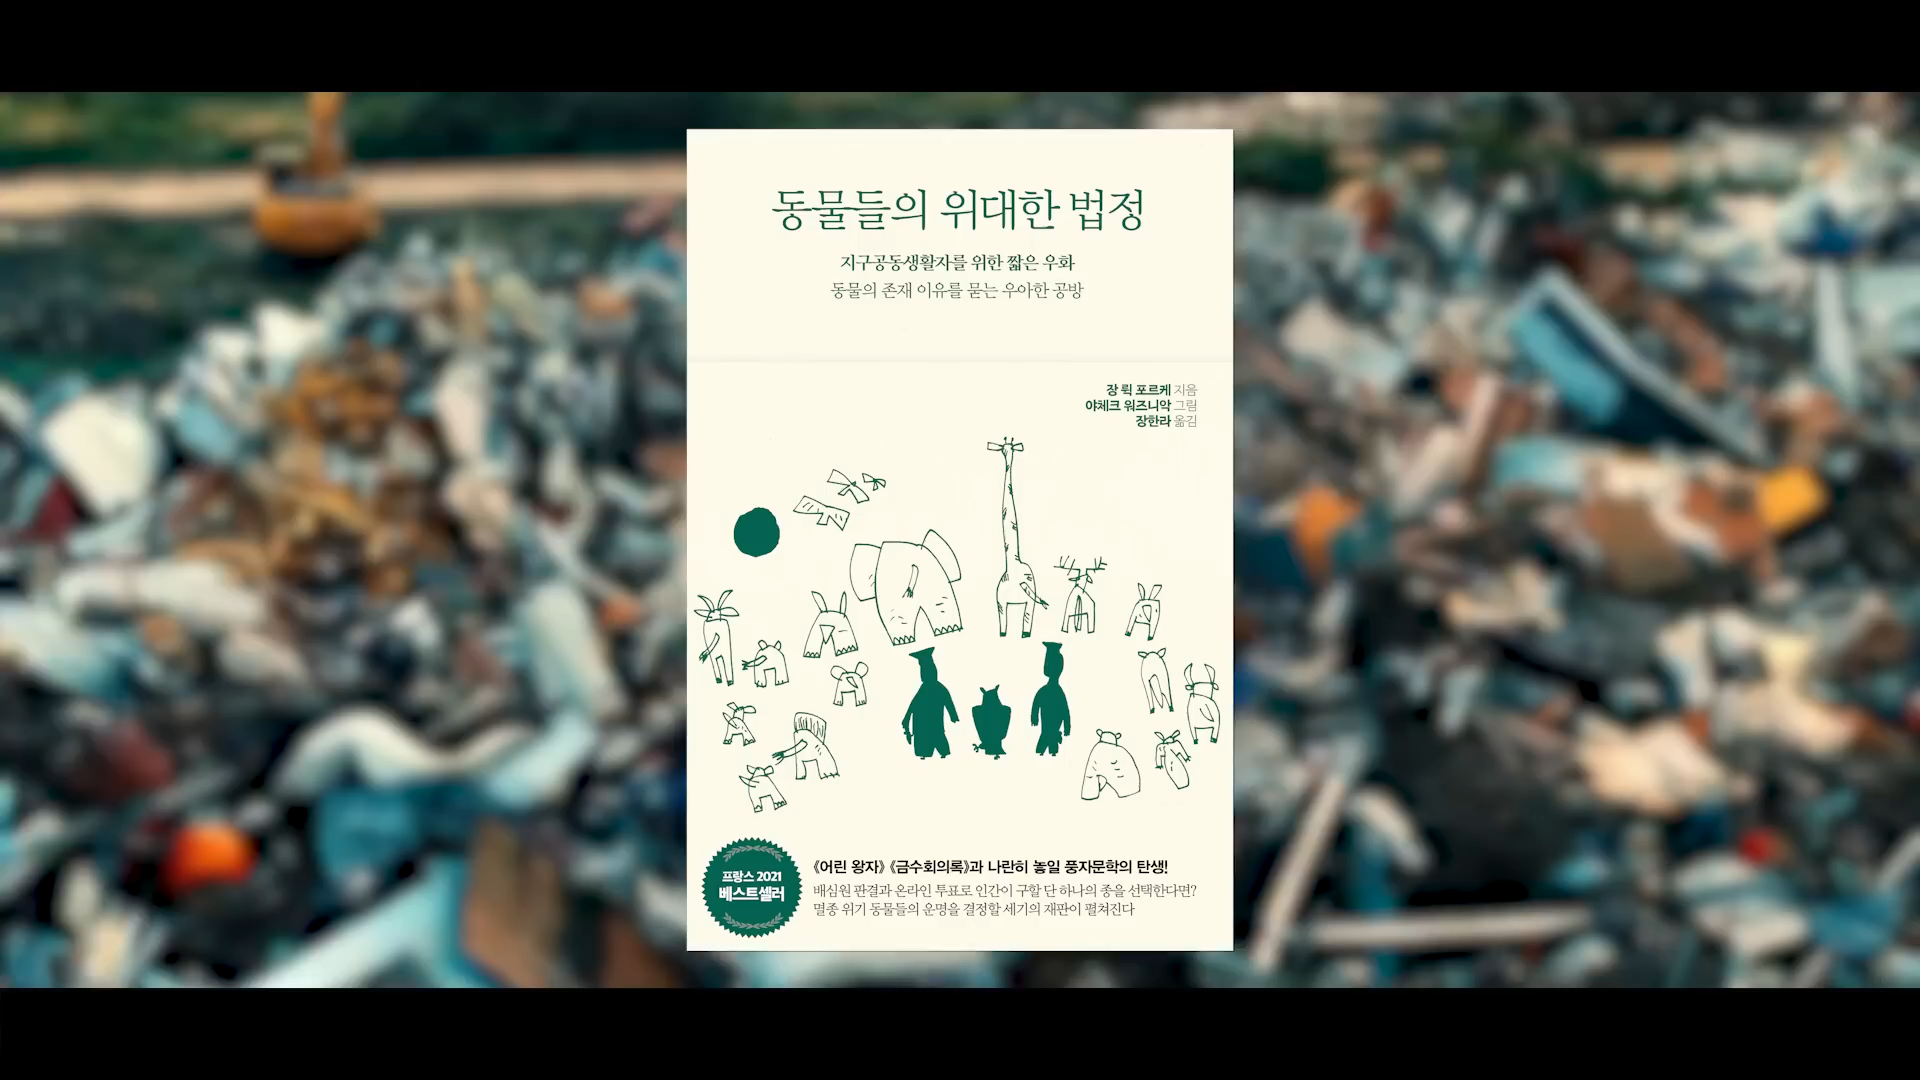 동물들의 위대한 법정
지구공동생활자를 위한 짧은 우화
동물의 존재 이유를 묻는 우아한 공방
장 뤽 포르케 지음
야체크 워즈니악 그림
장한라 옮김
프랑스 2021
베스트셀러
《어린 왕자》 《금수회의록》과 나란히 놓일 풍자문학의 탄생!
배심원 판결과 온라인 투표로 인간이 구할 단 하나의 종을 선택한다면?
멸종 위기 동물들의 운명을 결정할 세기의 재판이 펼쳐진다